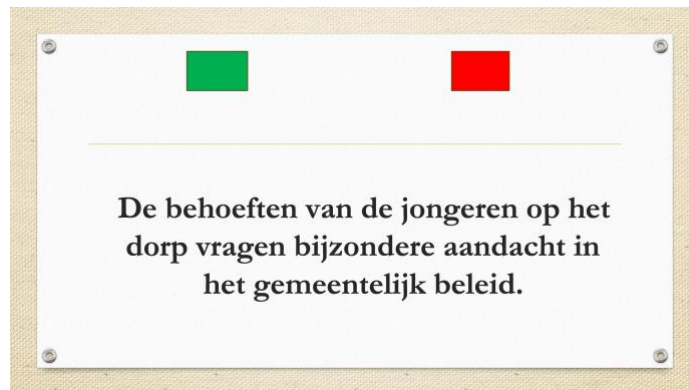 De behoeften van de jongeren op het
dorp vragen bijzondere aandacht in
het gemeentelijk beleid.